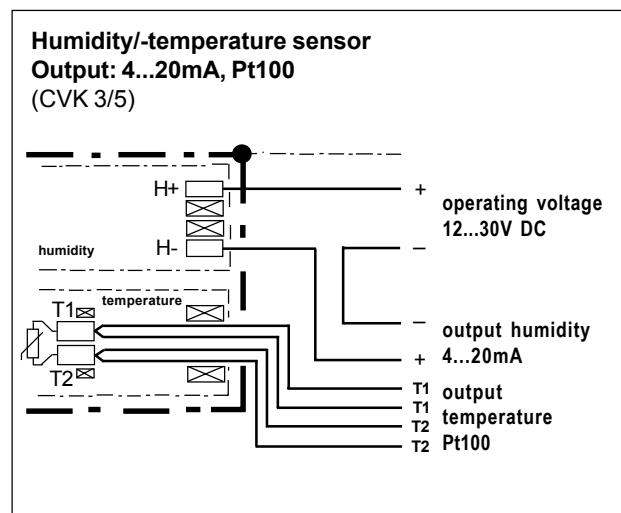 Humidity/-temperature sensor
Output: 4...20mA, Pt100
(CVK 3/5)
H+
+
operating voltage
12...30V DC
H-
–
humidity
temperature
T1
–
output humidity
+
4...20mA
T2
T1
output
T1
temperature
T2
T2
Pt100